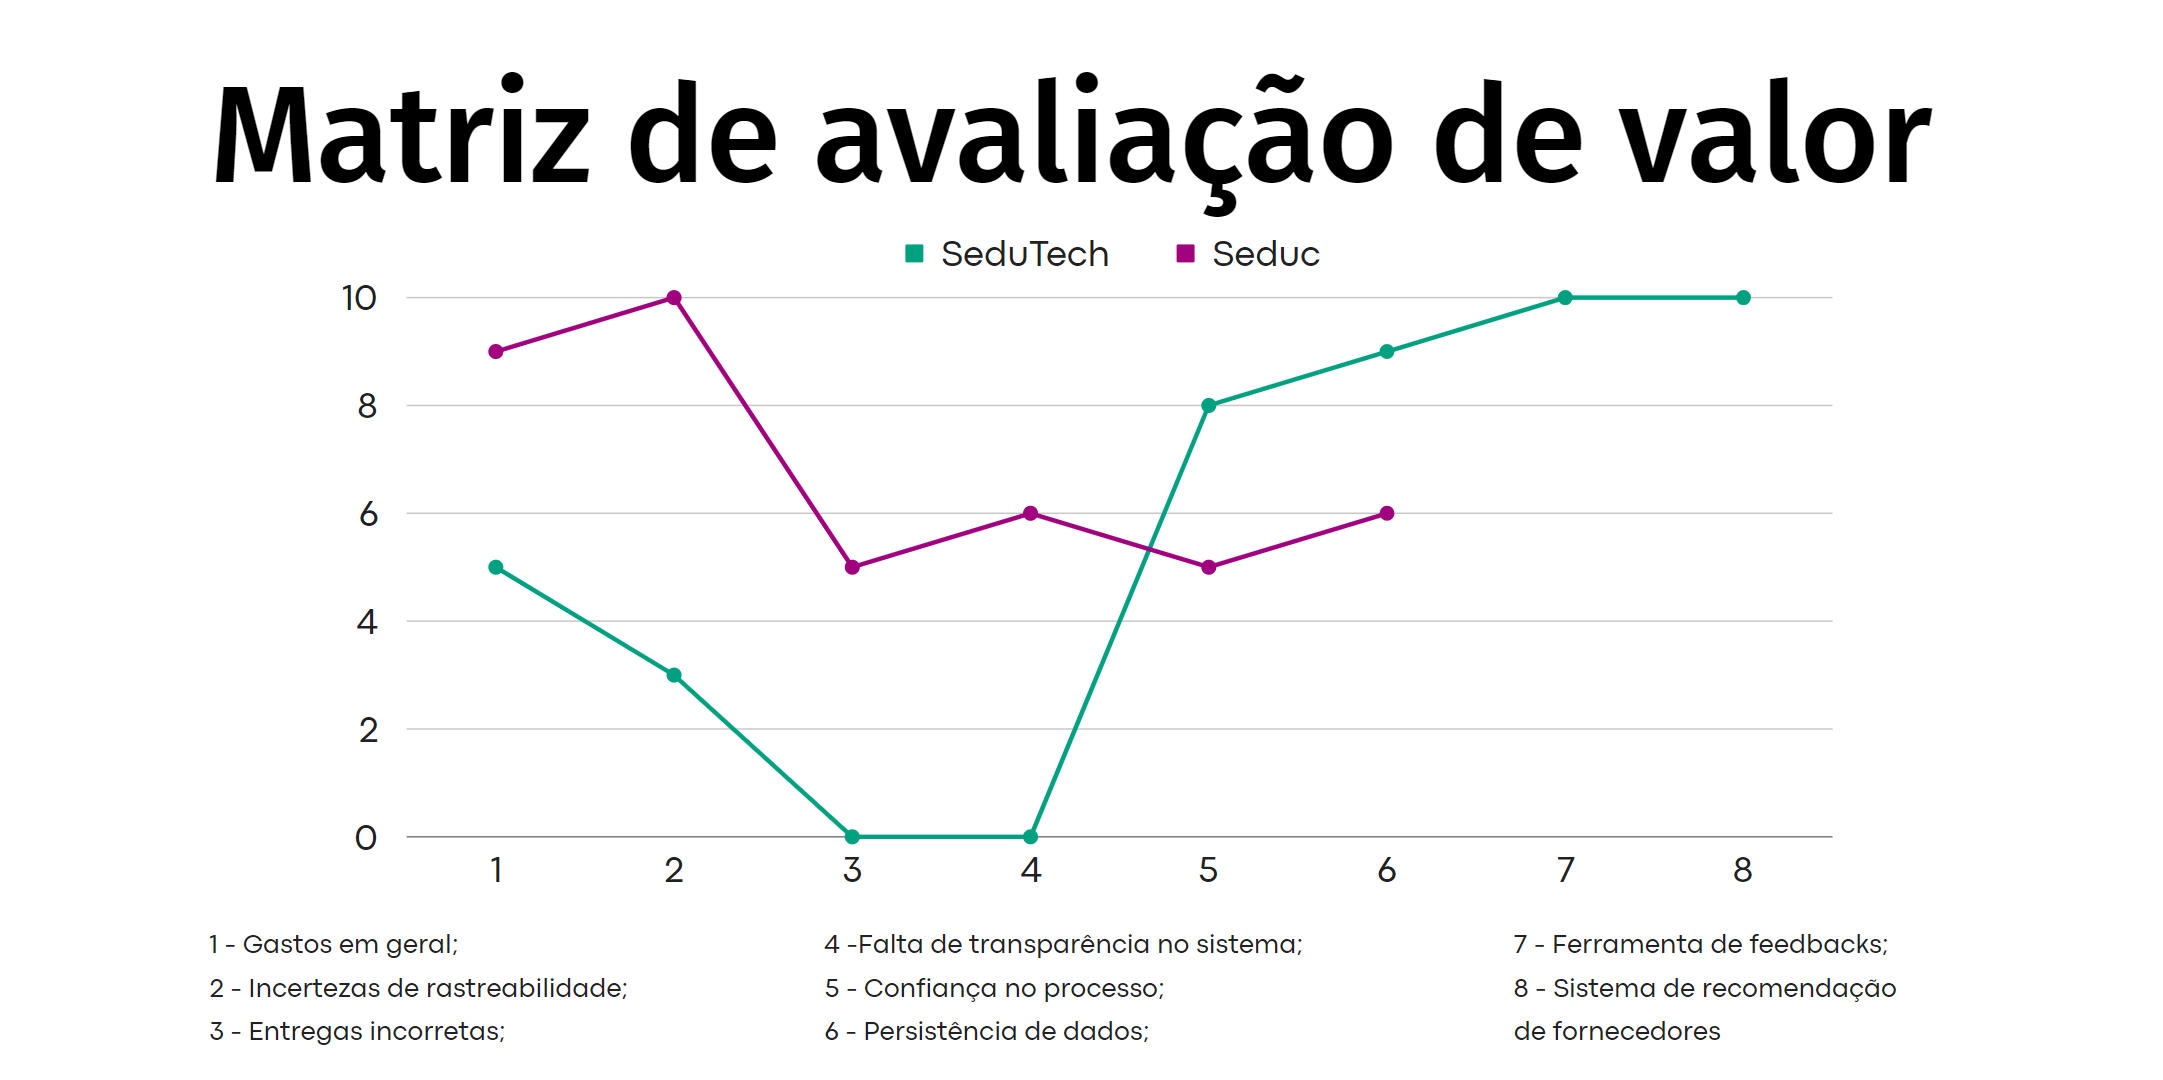 Matriz de avaliação de valor
SeduTech Seduc
10
8
6
4
2
0
1 2 3 4 5 6 7 8
1 - Gastos em geral;
2 - Incertezas de rastreabilidade;
3 - Entregas incorretas;
4 -Falta de transparência no sistema;
5 - Confiança no processo;
6 - Persistência de dados;
7 - Ferramenta de feedbacks;
8 - Sistema de recomendação
de fornecedores